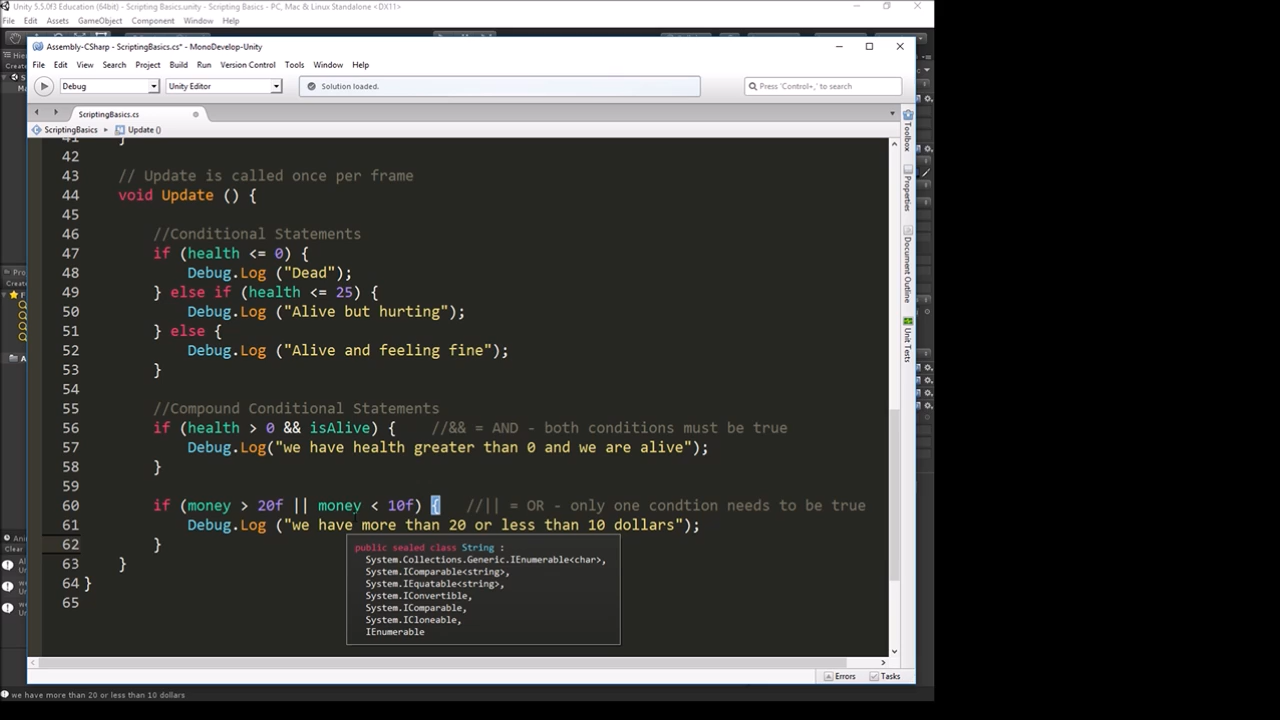 Unity 5.5.0f3 Education (64bit) - Scripting Basics.unity - Scripting Basics - PC, Mac & Linux Standalone <DX11>
File Edit Assets GameObject Component Window Help
Assembly-CSharp - ScriptingBasics.cs* - MonoDevelop-Unity
File Edit View Search Project Build Run Version Control Tools Window Help
Debug Unity Editor Solution loaded. Press 'Control+,' to search
ScriptingBasics.cs
ScriptingBasics Update ()
41 }
42
43 // Update is called once per frame
44 void Update () {
45
46 //Conditional Statements
47 if (health <= 0) {
48 Debug.Log ("Dead");
49 } else if (health <= 25) {
50 Debug.Log ("Alive but hurting");
51 } else {
52 Debug.Log ("Alive and feeling fine");
53 }
54
55 //Compound Conditional Statements
56 if (health > 0 && isAlive) { //&& = AND - both conditions must be true
57 Debug.Log("we have health greater than 0 and we are alive");
58 }
59
60 if (money > 20f || money < 10f) { //|| = OR - only one condtion needs to be true
61 Debug.Log ("we have more than 20 or less than 10 dollars");
62 }
63 }
64 }
65
public sealed class String :
System.Collections.Generic.IEnumerable<char>,
System.IComparable<string>,
System.IEquatable<string>,
System.IConvertible,
System.IComparable,
System.ICloneable,
IEnumerable
Toolbox
Properties
Document Outline
Unit Tests
Errors Tasks
we have more than 20 or less than 10 dollars